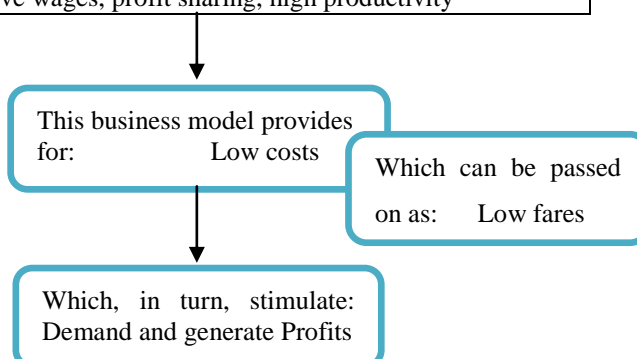 wages, profit sharing, high productivity
This business model provides
for: Low costs
Which can be passed
on as: Low fares
Which, in turn, stimulate:
Demand and generate Profits